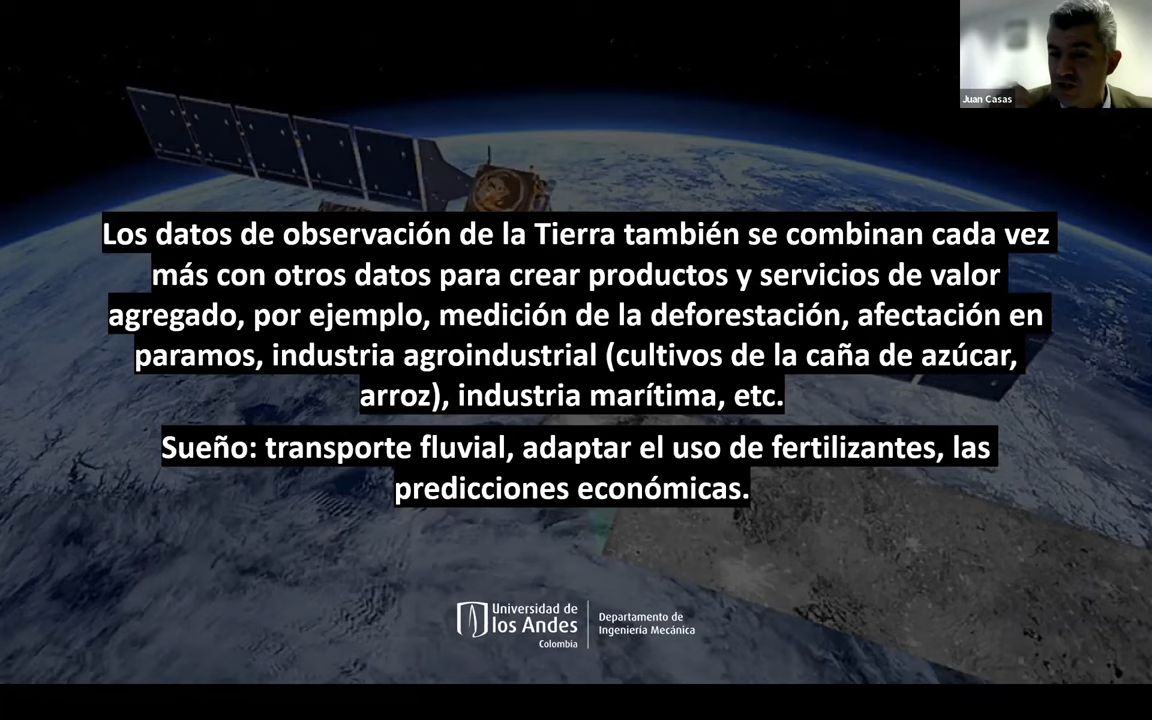 Juan Casas
Los datos de observación de la Tierra también se combinan cada vez
más con otros datos para crear productos y servicios de valor
agregado, por ejemplo, medición de la deforestación, afectación en
paramos, industria agroindustrial (cultivos de la caña de azúcar,
arroz), industria marítima, etc.
Sueño: transporte fluvial, adaptar el uso de fertilizantes, las
predicciones económicas.
Universidad de
los Andes
Colombia
Departamento de
Ingeniería Mecánica